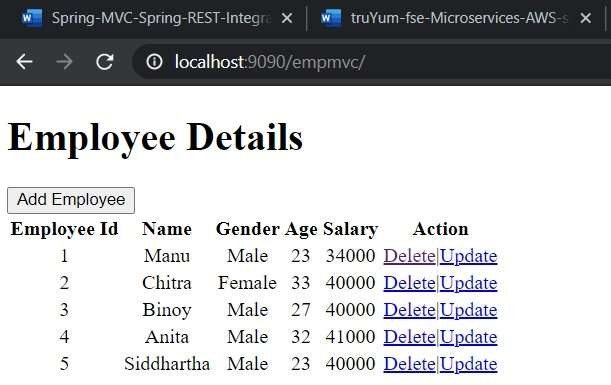 Spring-MVC-Spring-REST-Integra truYum-fse-Microservices-AWS-s
localhost:9090/empmvc/
Employee Details
Add Employee
Employee Id Name Gender Age Salary Action
1 Manu Male 23 34000 Delete|Update
2 Chitra Female 33 40000 Delete|Update
3 Binoy Male 27 40000 Delete|Update
4 Anita Male 32 41000 Delete|Update
5 Siddhartha Male 23 40000 Delete|Update